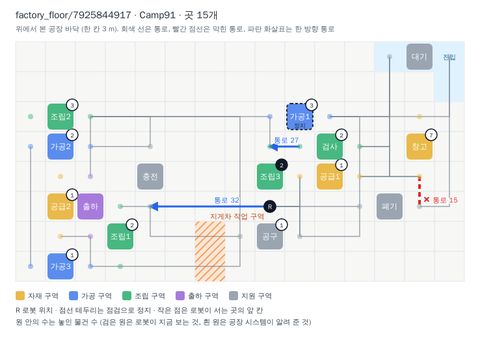 factory_floor/7925844917 · Camp91 · 곳 15개
위에서 본 공장 바닥 (한 칸 3 m). 회색 선은 통로, 빨간 점선은 막힌 통로, 파란 화살표는 한 방향 통로
대기
진입
조립2 3
가공1 3
정지
가공2 2
통로 27
검사 2
창고 7
충전
조립3 2
공급1 1
공급2 1
출하
통로 32
R
폐기
✕ 통로 15
지게차 작업 구역
조립1 2
공구 1
가공3 1
자재 구역
가공 구역
조립 구역
출하 구역
지원 구역
R 로봇 위치 · 점선 테두리는 점검으로 정지 · 작은 점은 로봇이 서는 곳의 앞 칸
원 안의 수는 놓인 물건 수 (검은 원은 로봇이 지금 보는 것, 흰 원은 공장 시스템이 알려 준 것)